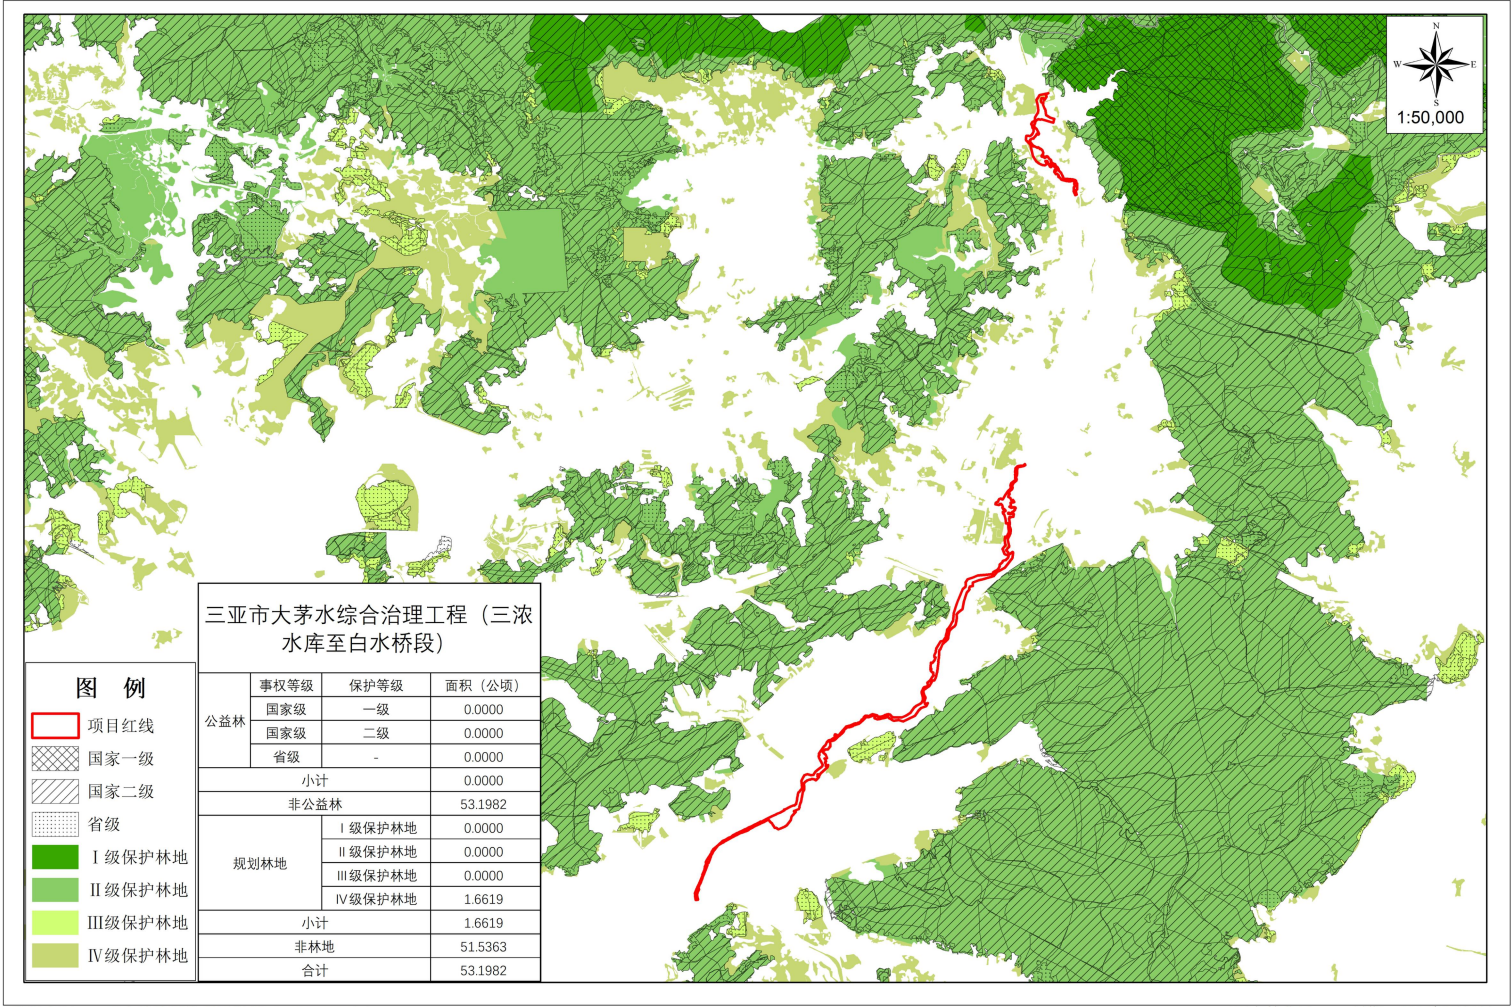 N
W E
S
1:50,000
三亚市大茅水综合治理工程（三浓
水库至白水桥段）
公益林 事权等级 保护等级 面积（公顷）
国家级 一级 0.0000
国家级 二级 0.0000
省级 - 0.0000
小计 0.0000
非公益林 53.1982
规划林地 Ⅰ级保护林地 0.0000
Ⅱ级保护林地 0.0000
Ⅲ级保护林地 0.0000
Ⅳ级保护林地 1.6619
小计 1.6619
非林地 51.5363
合计 53.1982
图 例
项目红线
国家一级
国家二级
省级
Ⅰ级保护林地
Ⅱ级保护林地
Ⅲ级保护林地
Ⅳ级保护林地